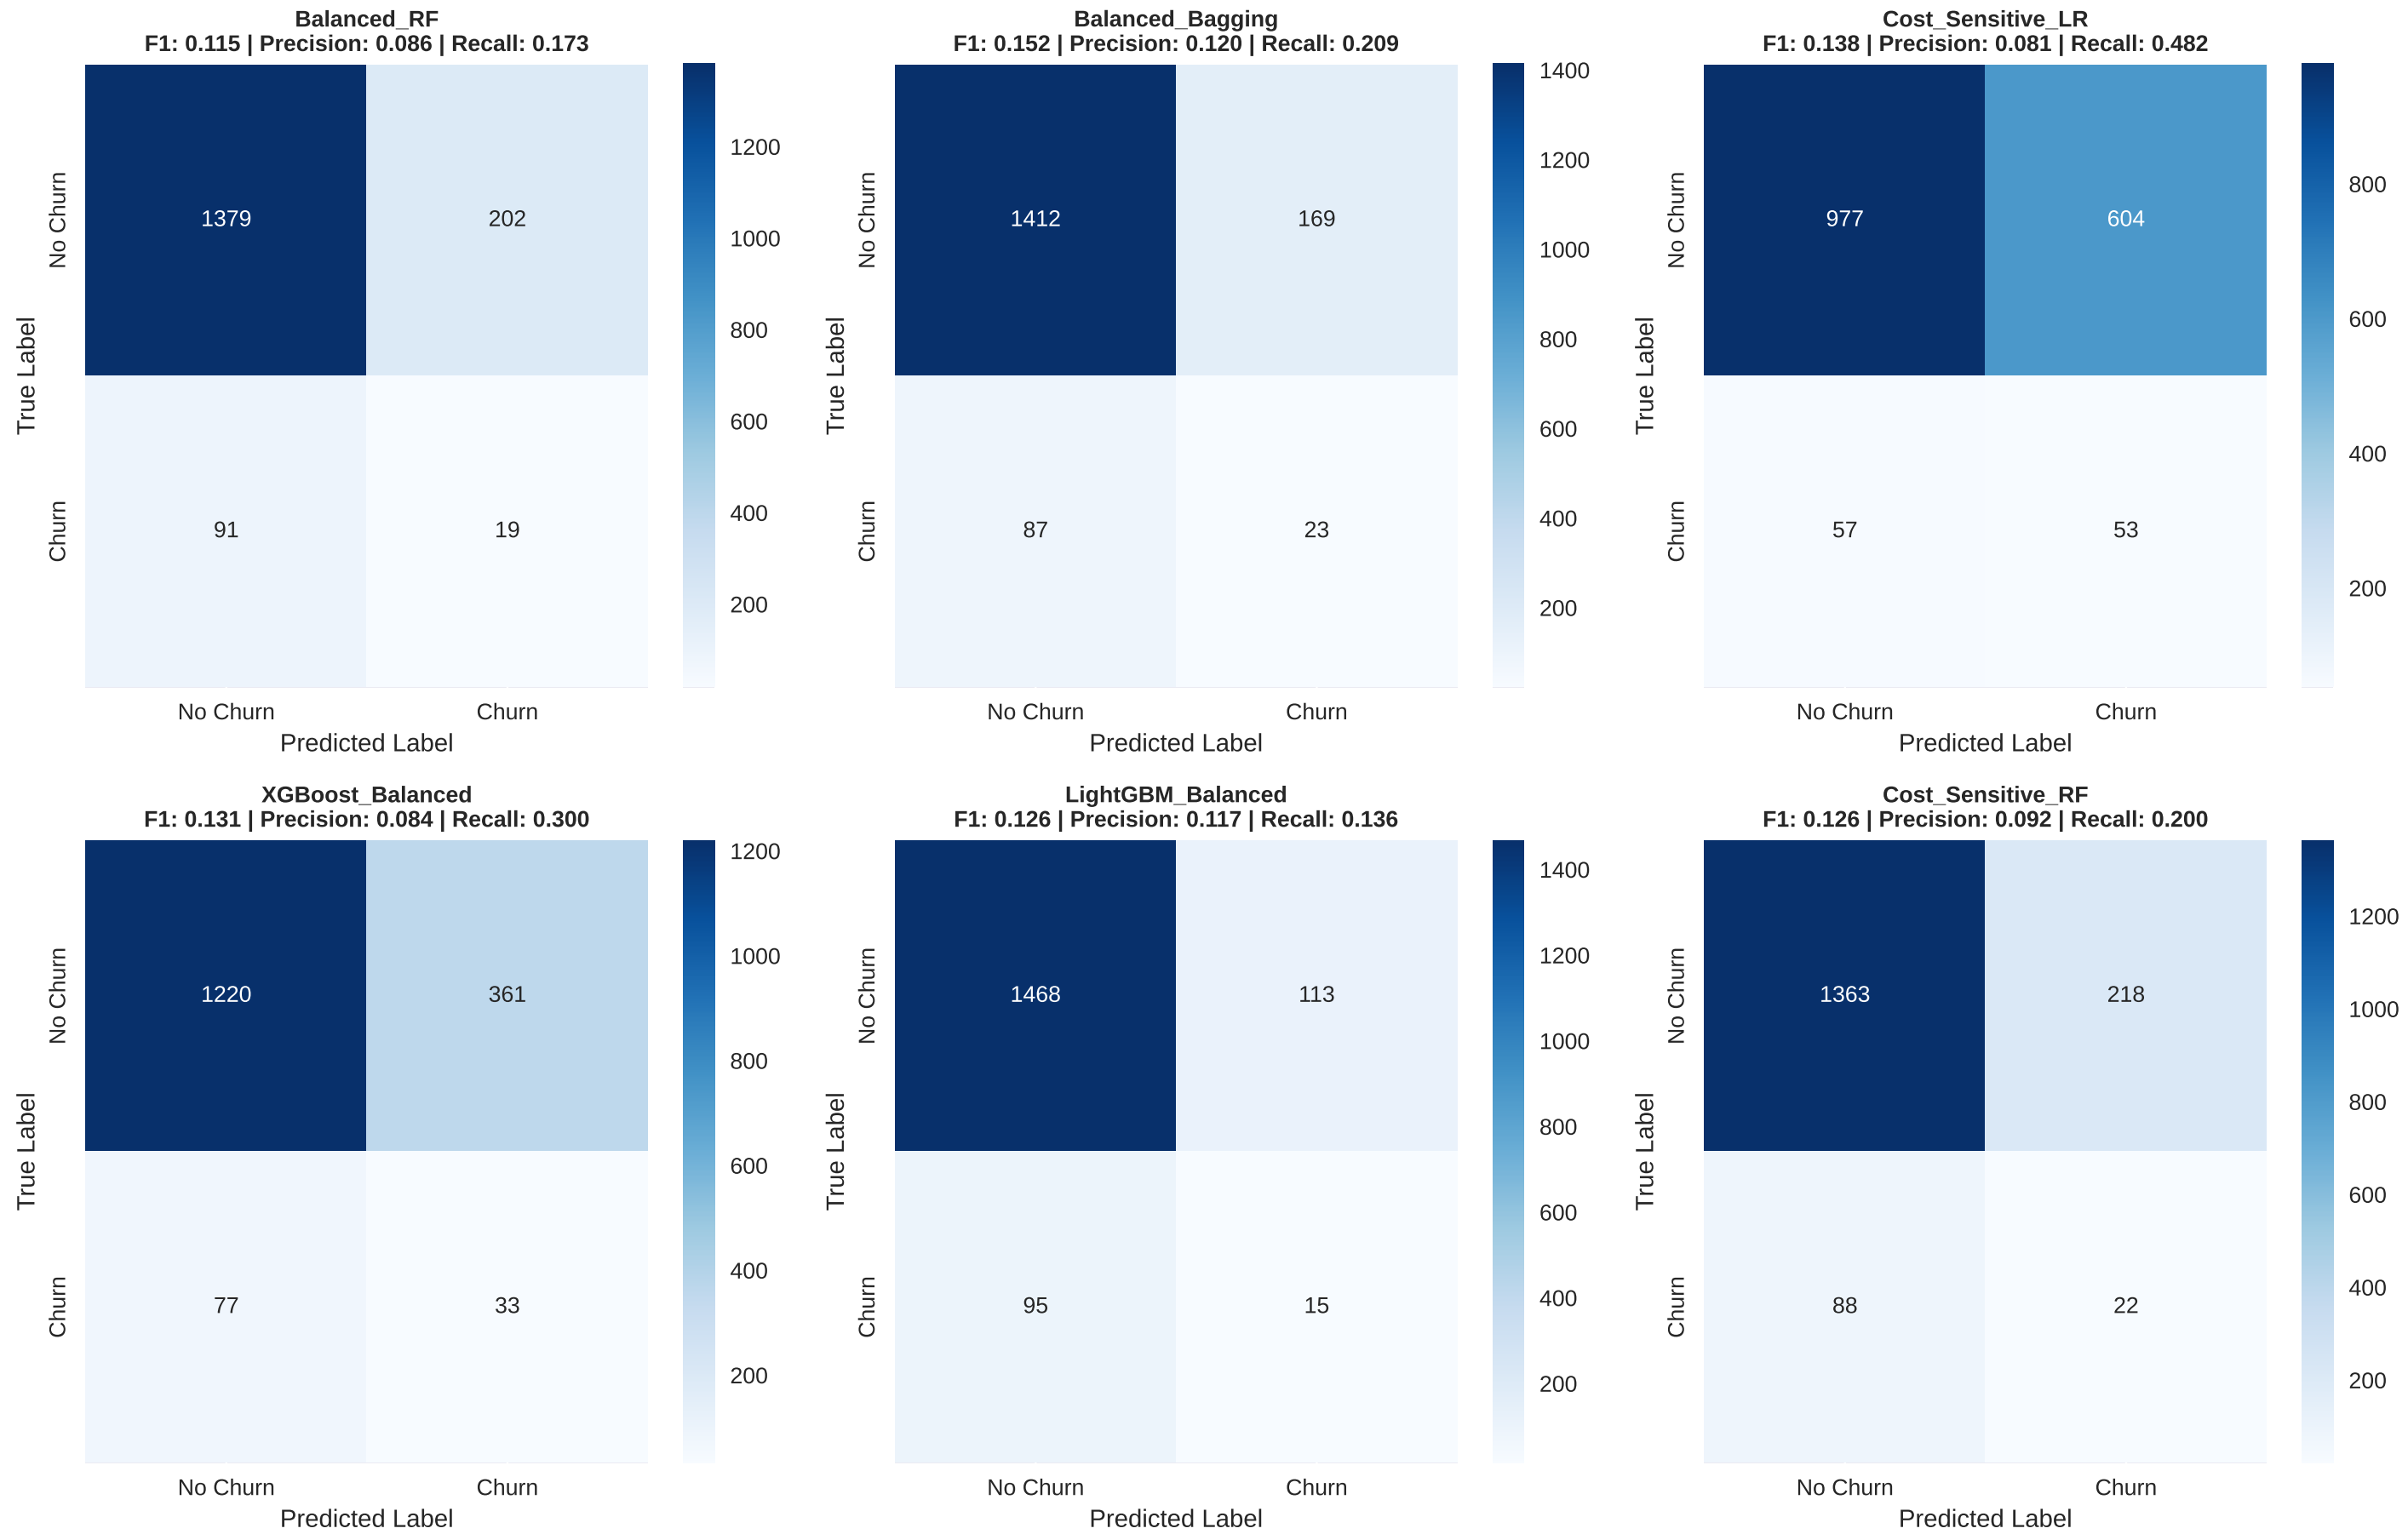 Balanced_RF
F1: 0.115 | Precision: 0.086 | Recall: 0.173
No Churn
Churn
True Label
1379
202
91
19
No Churn
Churn
Predicted Label
1200
1000
800
600
400
200
Balanced_Bagging
F1: 0.152 | Precision: 0.120 | Recall: 0.209
No Churn
Churn
True Label
1412
169
87
23
No Churn
Churn
Predicted Label
1400
1200
1000
800
600
400
200
Cost_Sensitive_LR
F1: 0.138 | Precision: 0.081 | Recall: 0.482
No Churn
Churn
True Label
977
604
57
53
No Churn
Churn
Predicted Label
800
600
400
200
XGBoost_Balanced
F1: 0.131 | Precision: 0.084 | Recall: 0.300
No Churn
Churn
True Label
1220
361
77
33
No Churn
Churn
Predicted Label
1200
1000
800
600
400
200
LightGBM_Balanced
F1: 0.126 | Precision: 0.117 | Recall: 0.136
No Churn
Churn
True Label
1468
113
95
15
No Churn
Churn
Predicted Label
1400
1200
1000
800
600
400
200
Cost_Sensitive_RF
F1: 0.126 | Precision: 0.092 | Recall: 0.200
No Churn
Churn
True Label
1363
218
88
22
No Churn
Churn
Predicted Label
1200
1000
800
600
400
200